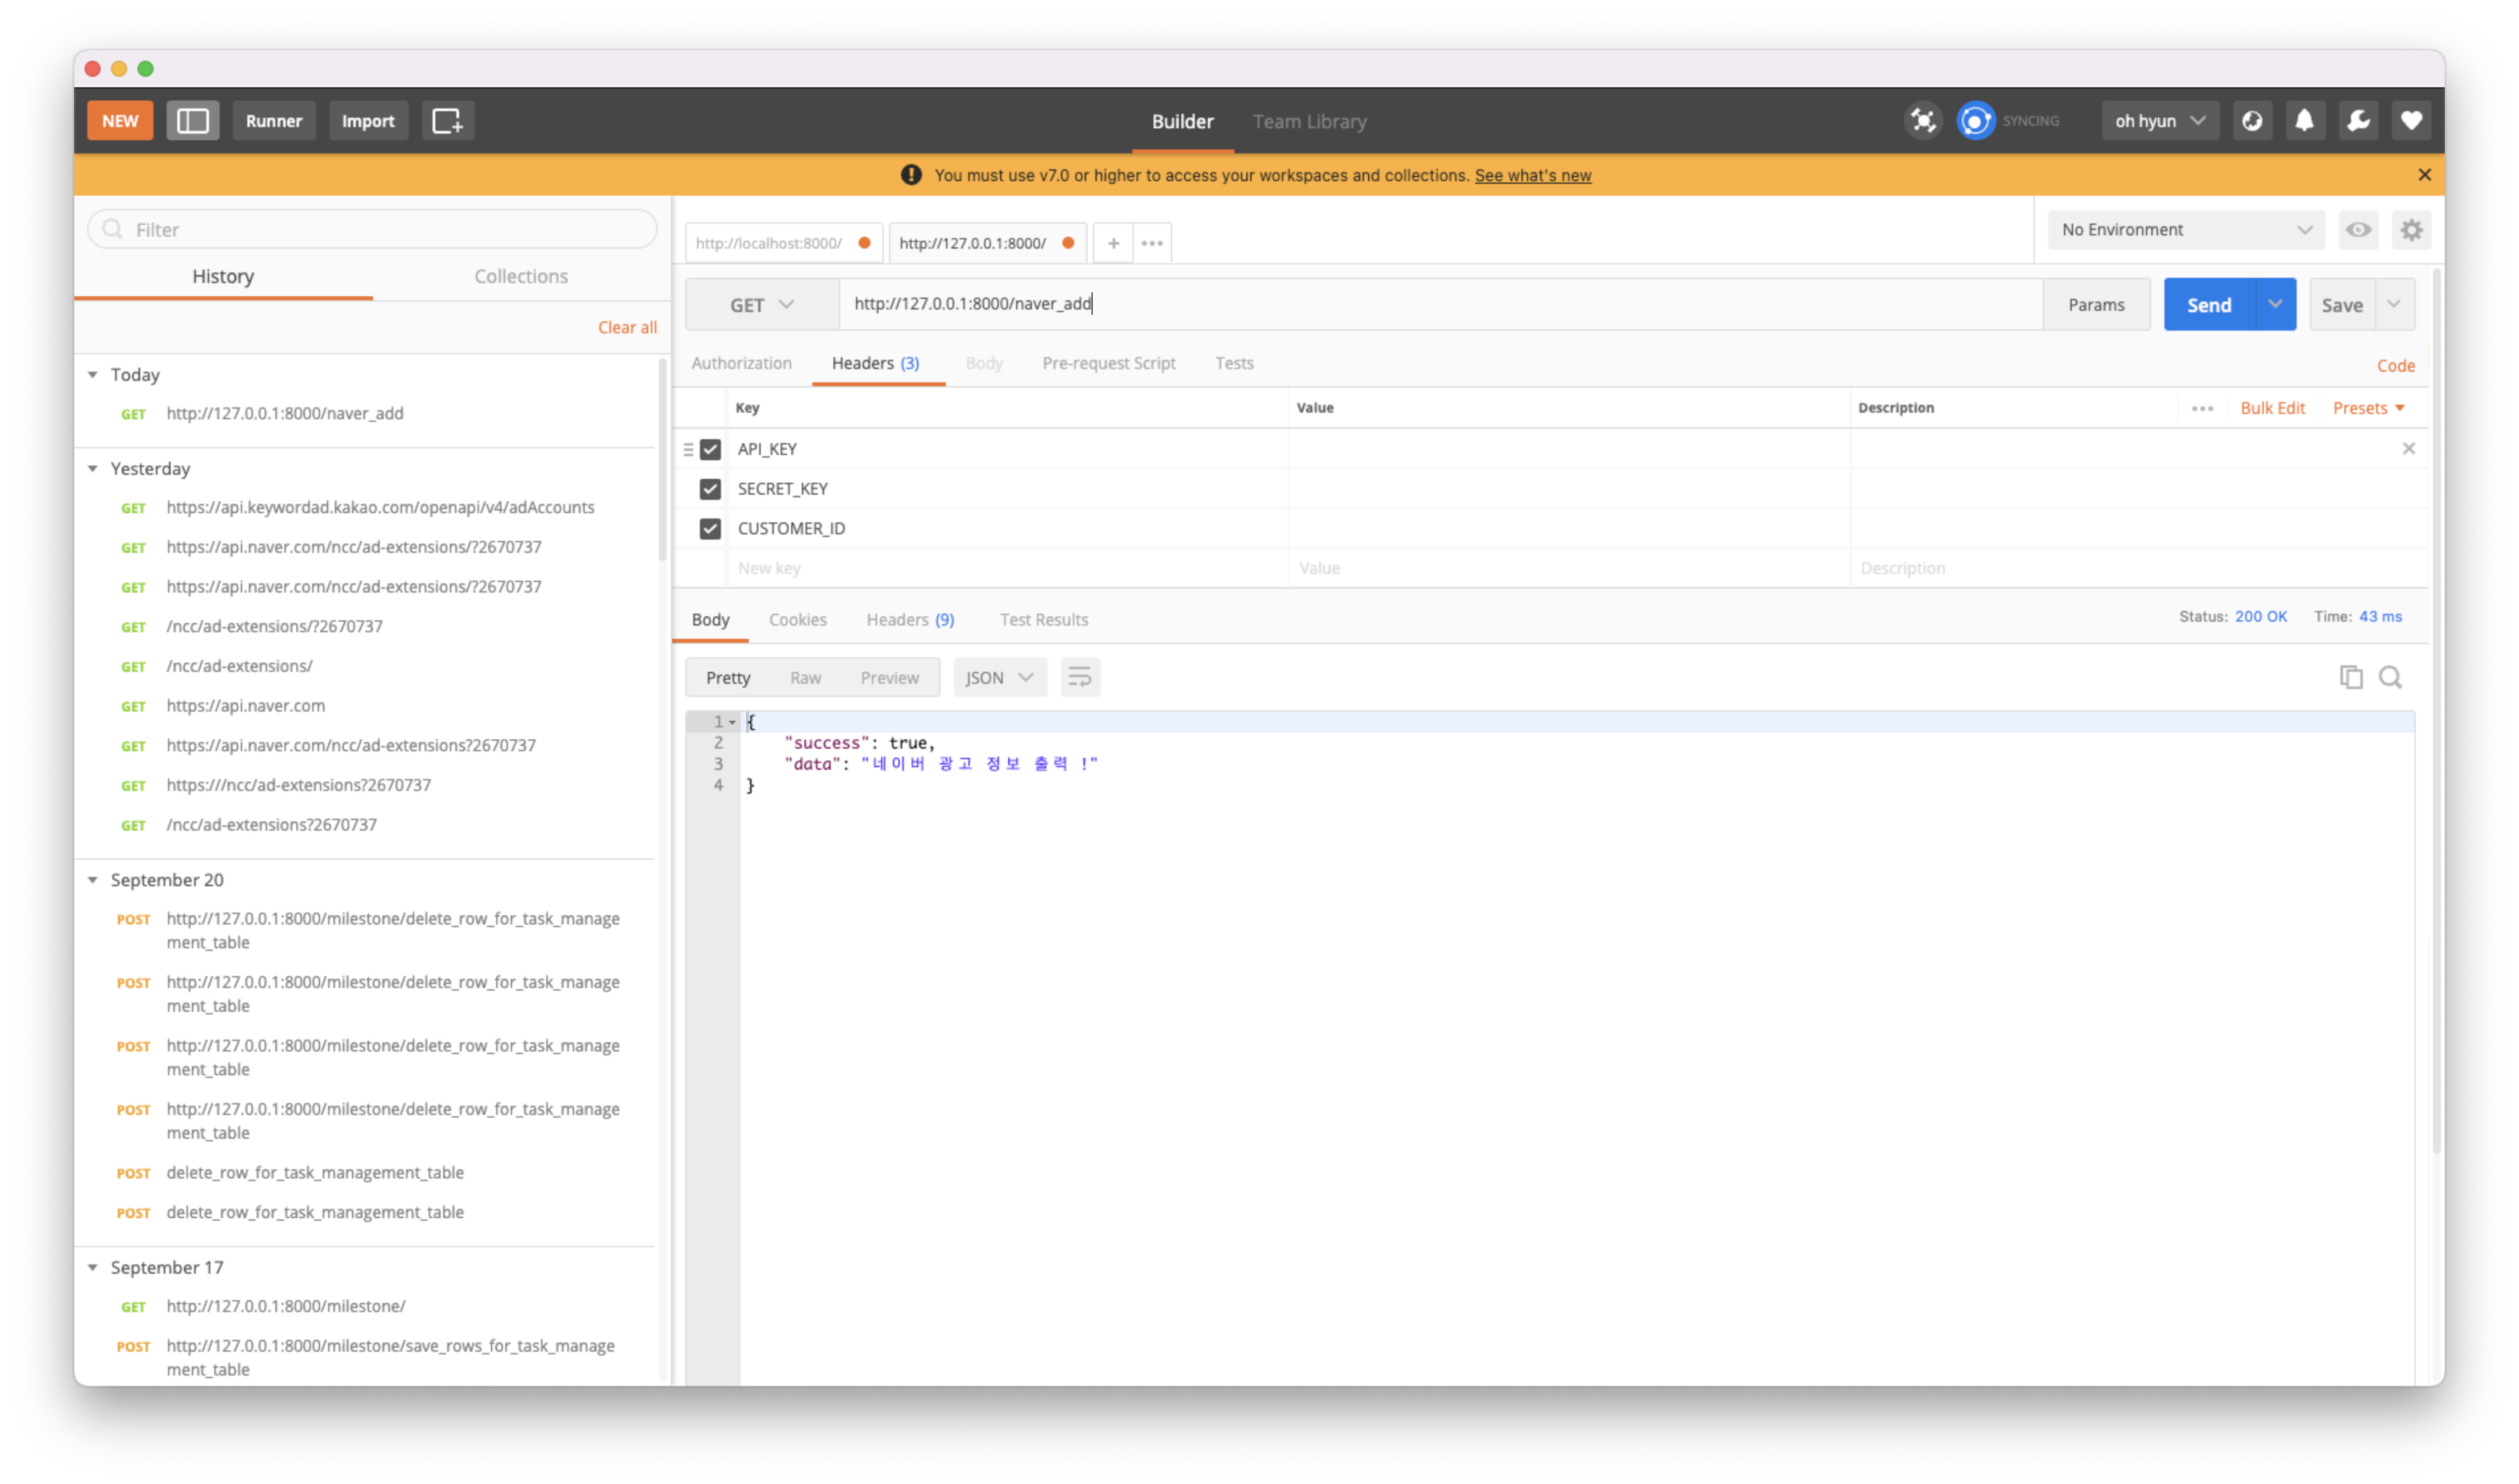 NEW
Runner
Import
Builder
Team Library
SYNCING
oh hyun
You must use v7.0 or higher to access your workspaces and collections. See what's new
Filter
History
Collections
Clear all
Today
GET http://127.0.0.1:8000/naver_add
Yesterday
GET https://api.keywordad.kakao.com/openapi/v4/adAccounts
GET https://api.naver.com/ncc/ad-extensions/?2670737
GET https://api.naver.com/ncc/ad-extensions/?2670737
GET /ncc/ad-extensions/?2670737
GET /ncc/ad-extensions/
GET https://api.naver.com
GET https://api.naver.com/ncc/ad-extensions?2670737
GET https:///ncc/ad-extensions?2670737
GET /ncc/ad-extensions?2670737
September 20
POST http://127.0.0.1:8000/milestone/delete_row_for_task_manage
ment_table
POST http://127.0.0.1:8000/milestone/delete_row_for_task_manage
ment_table
POST http://127.0.0.1:8000/milestone/delete_row_for_task_manage
ment_table
POST http://127.0.0.1:8000/milestone/delete_row_for_task_manage
ment_table
POST delete_row_for_task_management_table
POST delete_row_for_task_management_table
September 17
GET http://127.0.0.1:8000/milestone/
POST http://127.0.0.1:8000/milestone/save_rows_for_task_manage
ment_table
http://localhost:8000/
http://127.0.0.1:8000/
+
No Environment
GET
http://127.0.0.1:8000/naver_add
Params
Send
Save
Authorization
Headers (3)
Body
Pre-request Script
Tests
Code
Key
Value
Description
Bulk Edit
Presets
API_KEY
SECRET_KEY
CUSTOMER_ID
New key
Value
Description
Body
Cookies
Headers (9)
Test Results
Status: 200 OK
Time: 43 ms
Pretty
Raw
Preview
JSON
1 {
2 "success": true,
3 "data": "네이버 광고 정보 출력 !"
4 }